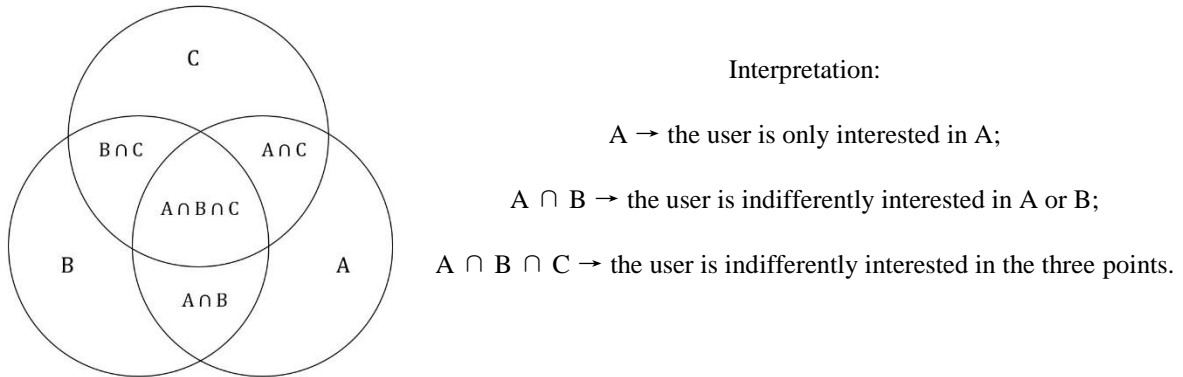 C
B ∩ C
A ∩ C
A ∩ B ∩ C
B
A
A ∩ B
Interpretation:
A → the user is only interested in A;
A ∩ B → the user is indifferently interested in A or B;
A ∩ B ∩ C → the user is indifferently interested in the three points.